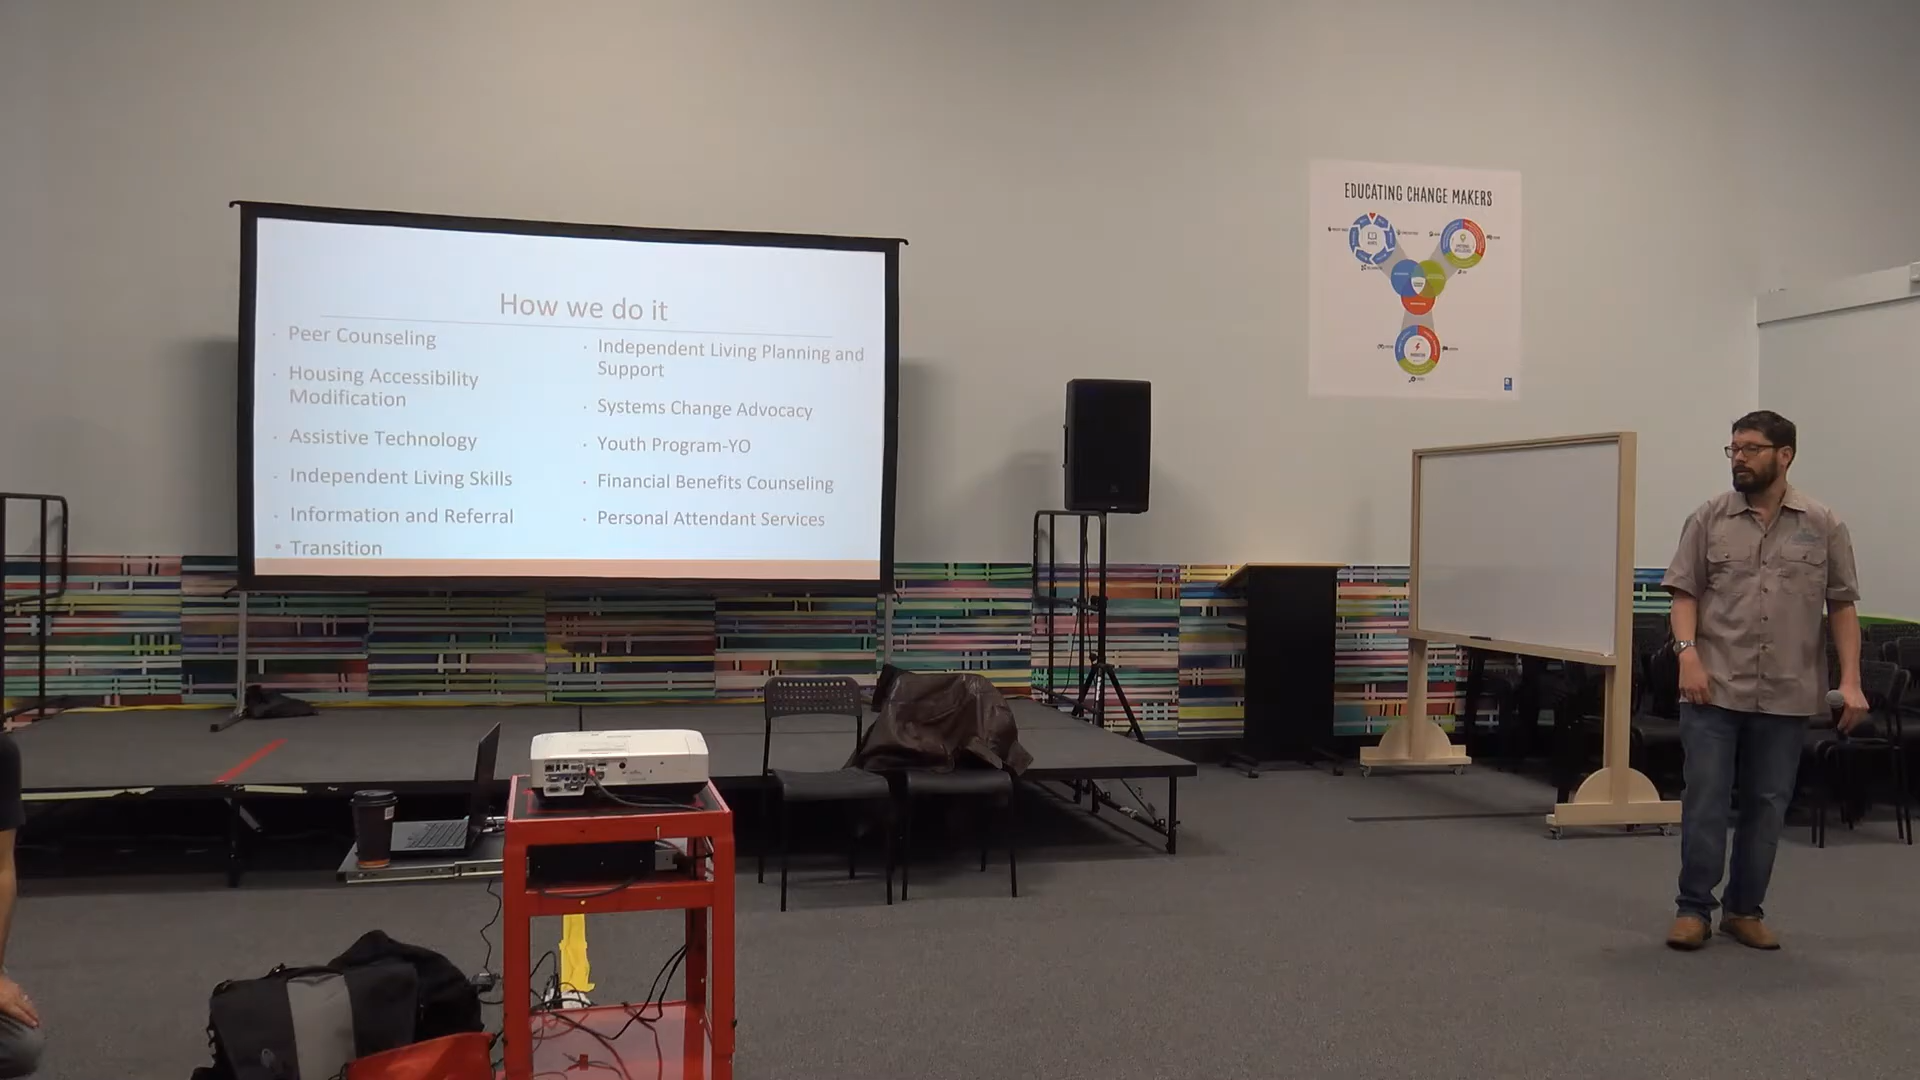 How we do it
Peer Counseling
Housing Accessibility
Modification
Assistive Technology
Independent Living Skills
Information and Referral
Transition
Independent Living Planning and
Support
Systems Change Advocacy
Youth Program-YO
Financial Benefits Counseling
Personal Attendant Services
EDUCATING CHANGE MAKERS